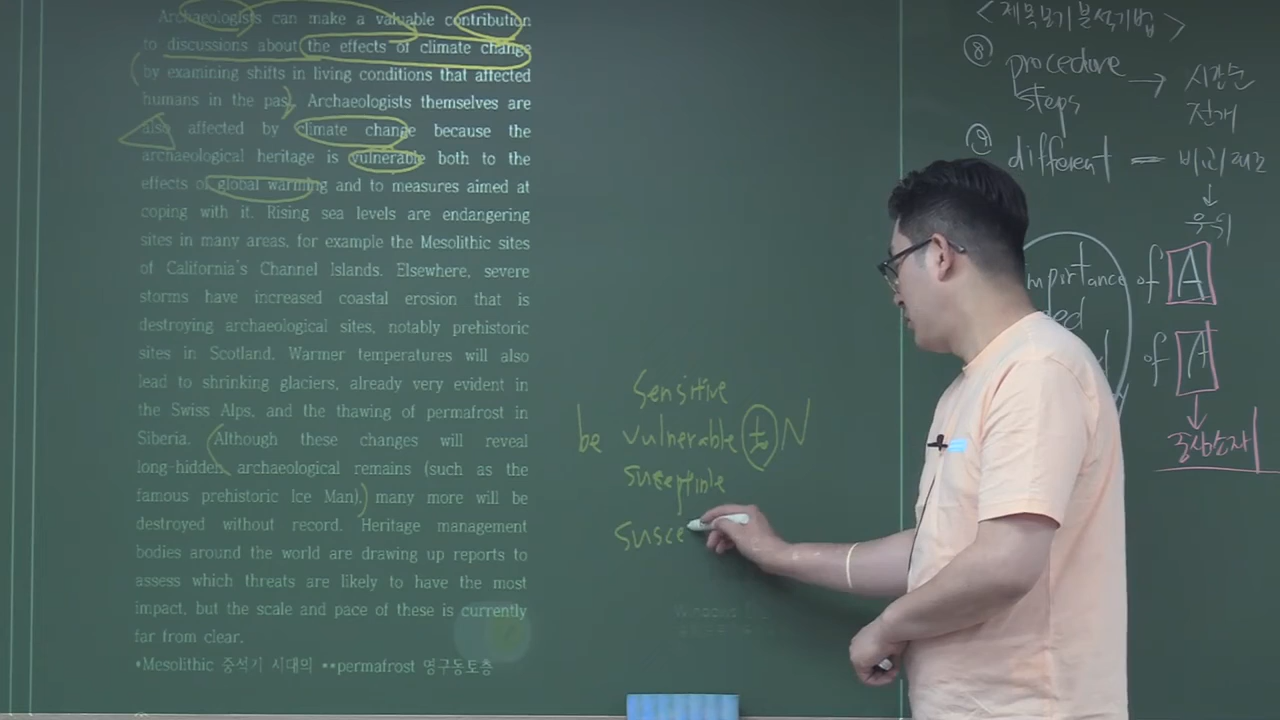 Archaeologists can make a valuable contribution
to discussions about the effects of climate change
by examining shifts in living conditions that affected
humans in the past. Archaeologists themselves are
also affected by climate change because the
archaeological heritage is vulnerable both to the
effects of global warming and to measures aimed at
coping with it. Rising sea levels are endangering
sites in many areas, for example the Mesolithic sites
of California's Channel Islands. Elsewhere, severe
storms have increased coastal erosion that is
destroying archaeological sites, notably prehistoric
sites in Scotland. Warmer temperatures will also
lead to shrinking glaciers, already very evident in
the Swiss Alps, and the thawing of permafrost in
Siberia. Although these changes will reveal
long-hidden archaeological remains (such as the
famous prehistoric Ice Man), many more will be
destroyed without record. Heritage management
bodies around the world are drawing up reports to
assess which threats are likely to have the most
impact, but the scale and pace of these is currently
far from clear.
*Mesolithic 중석기 시대의 **permafrost 영구동토층
sensitive
be vulnerable to N
susceptible
susce
Windows
<제목보기분석기법>
⑧ procedure → 시간순
steps 전개
⑨ different = 비교대조
↓
우위
mportance of A
of A
↓
중심소재